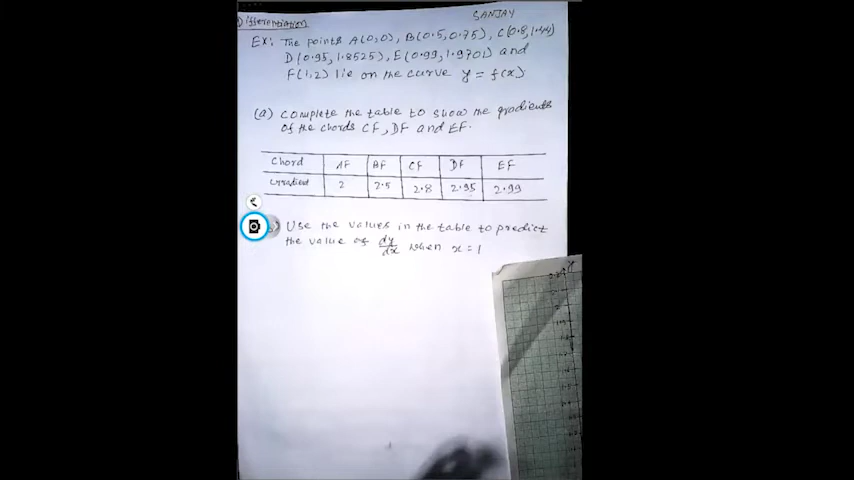 Differentiation
SANJAY
EX: The points A(0,0), B(0.5,0.75), C(0.8,1.44)
D(0.95,1.8525), E(0.99,1.9701) and
F(1,2) lie on the curve y = f(x)
(a) complete the table to show the gradients
of the chords CF, DF and EF.
Chord AF BF CF DF EF
Gradient 2 2.5 2.8 2.95 2.99
Use the values in the table to predict
the value of dy/dx when x = 1